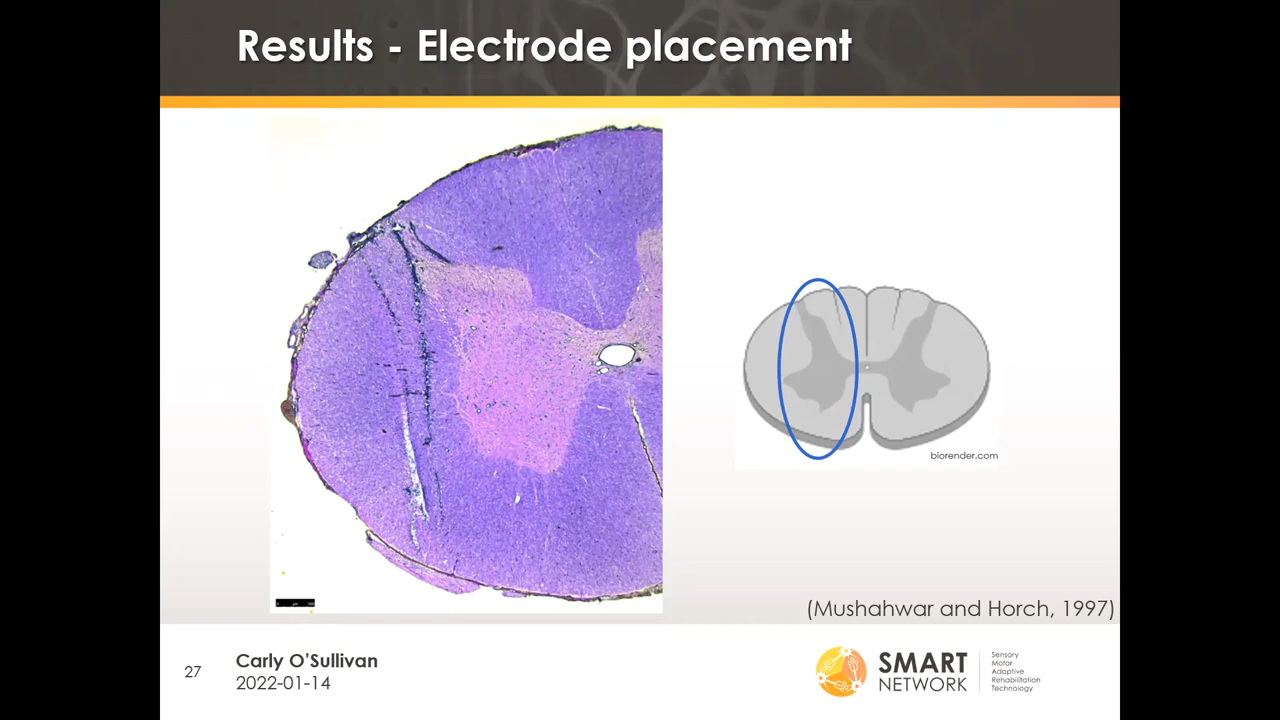 Results - Electrode placement
biorender.com
(Mushahwar and Horch, 1997)
27
Carly O'Sullivan
2022-01-14
SMART
NETWORK
Sensory
Motor
Adaptive
Rehabilitation
Technology